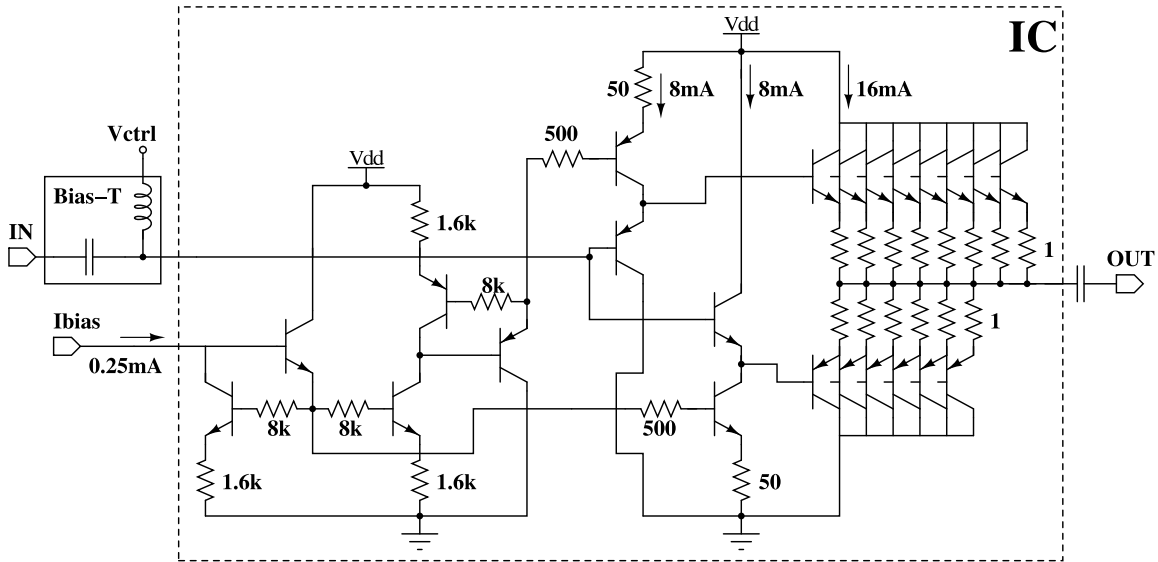 IC
Vdd
50
8mA
8mA
16mA
Vctrl
500
Vdd
Bias–T
IN
1.6k
1
OUT
8k
Ibias
0.25mA
1
8k
8k
500
1.6k
1.6k
50